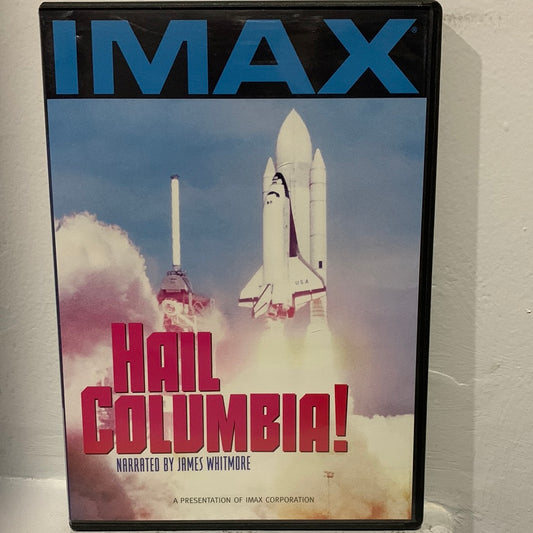 IMAX®
USA
HAIL
COLUMBIA!
NARRATED BY JAMES WHITMORE
A PRESENTATION OF IMAX CORPORATION